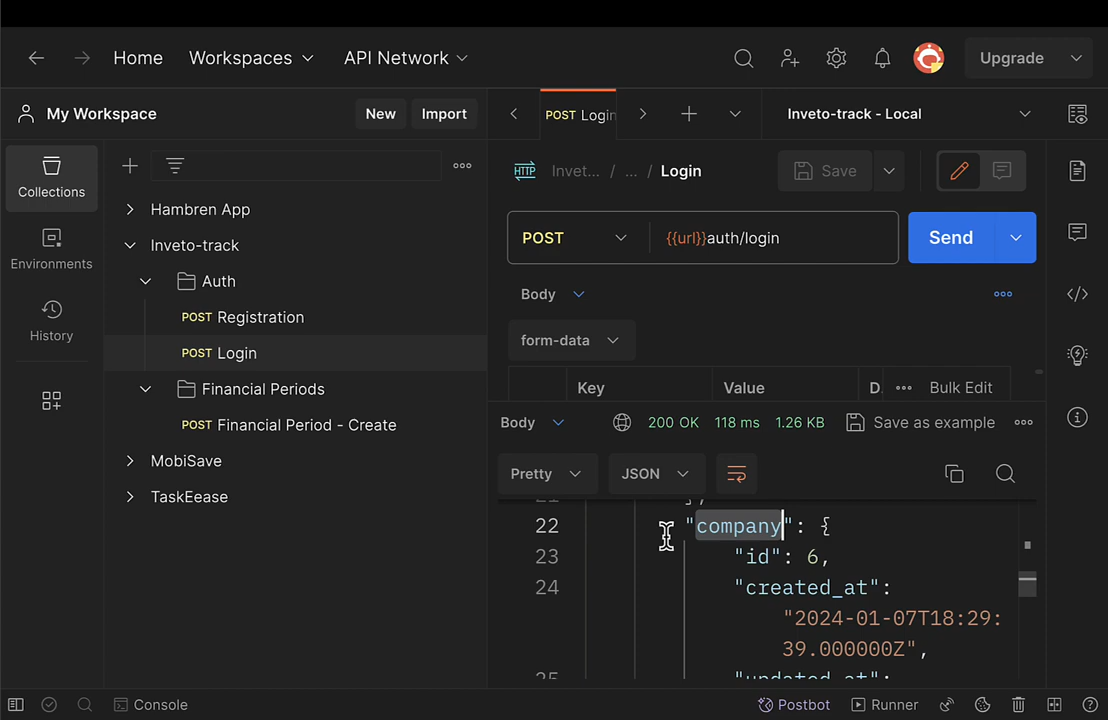 Home Workspaces API Network Upgrade
My Workspace New Import POST Login Inveto-track - Local
Collections
Environments
History
Hambren App
Inveto-track
Auth
POST Registration
POST Login
Financial Periods
POST Financial Period - Create
MobiSave
TaskEease
HTTP Invet... / ... / Login Save
POST {{url}}auth/login Send
Body
form-data
Key Value D. Bulk Edit
Body 200 OK 118 ms 1.26 KB Save as example
Pretty JSON
21 },
22 "company": {
23 "id": 6,
24 "created_at":
"2024-01-07T18:29:
39.000000Z",
25 "updated_at":
Console Postbot Runner